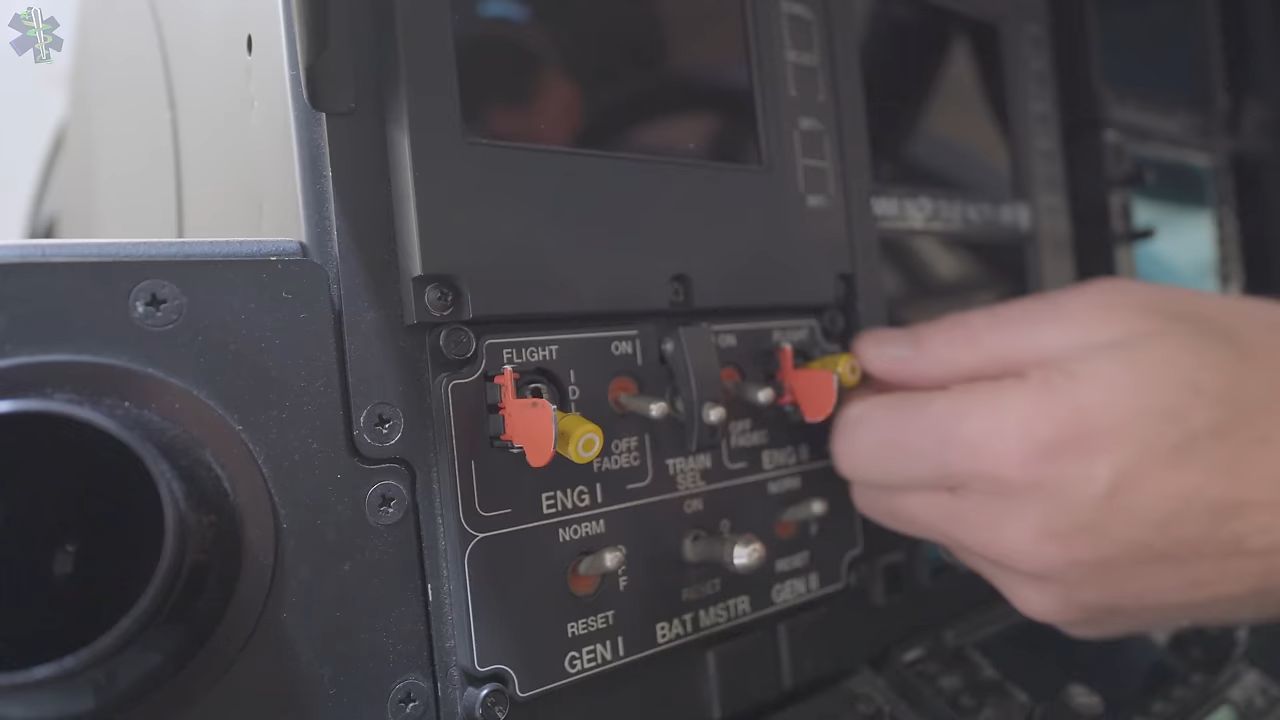 FLIGHT
ON
I
D
L
OFF
FADEC
ENG I
TRAIN
SEL
ON
FLIGHT
OFF
FADEC
ENG II
NORM
F
RESET
GEN I
ON
RESET
BAT MSTR
NORM
RESET
GEN II